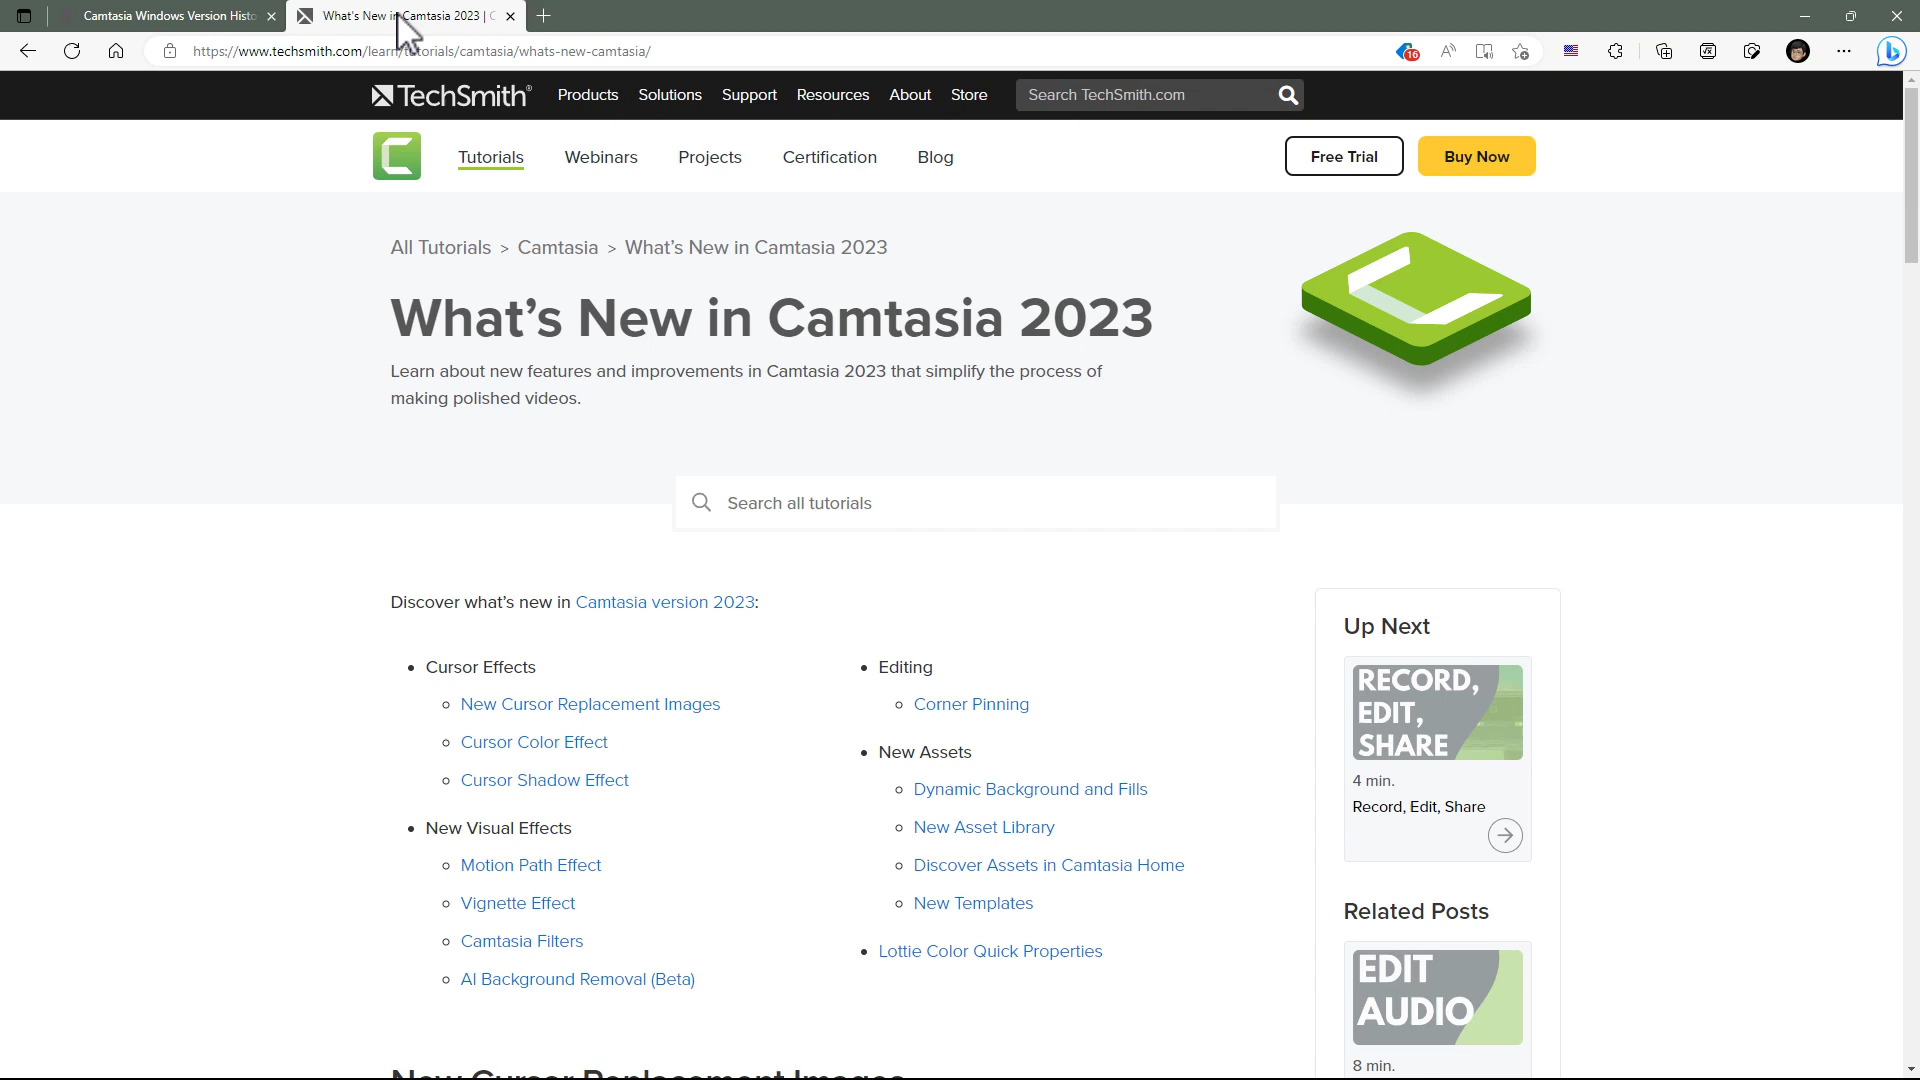 Camtasia Windows Version Histo
What's New in Camtasia 2023 | C
https://www.techsmith.com/learn/tutorials/camtasia/whats-new-camtasia/
16
TechSmith®
Products
Solutions
Support
Resources
About
Store
Search TechSmith.com
Tutorials
Webinars
Projects
Certification
Blog
Free Trial
Buy Now
All Tutorials > Camtasia > What's New in Camtasia 2023
What's New in Camtasia 2023
Learn about new features and improvements in Camtasia 2023 that simplify the process of
making polished videos.
Search all tutorials
Discover what's new in Camtasia version 2023:
Cursor Effects
New Cursor Replacement Images
Cursor Color Effect
Cursor Shadow Effect
New Visual Effects
Motion Path Effect
Vignette Effect
Camtasia Filters
AI Background Removal (Beta)
Editing
Corner Pinning
New Assets
Dynamic Background and Fills
New Asset Library
Discover Assets in Camtasia Home
New Templates
Lottie Color Quick Properties
Up Next
RECORD,
EDIT,
SHARE
4 min.
Record, Edit, Share
Related Posts
EDIT
AUDIO
8 min.
New Cursor Replacement Images